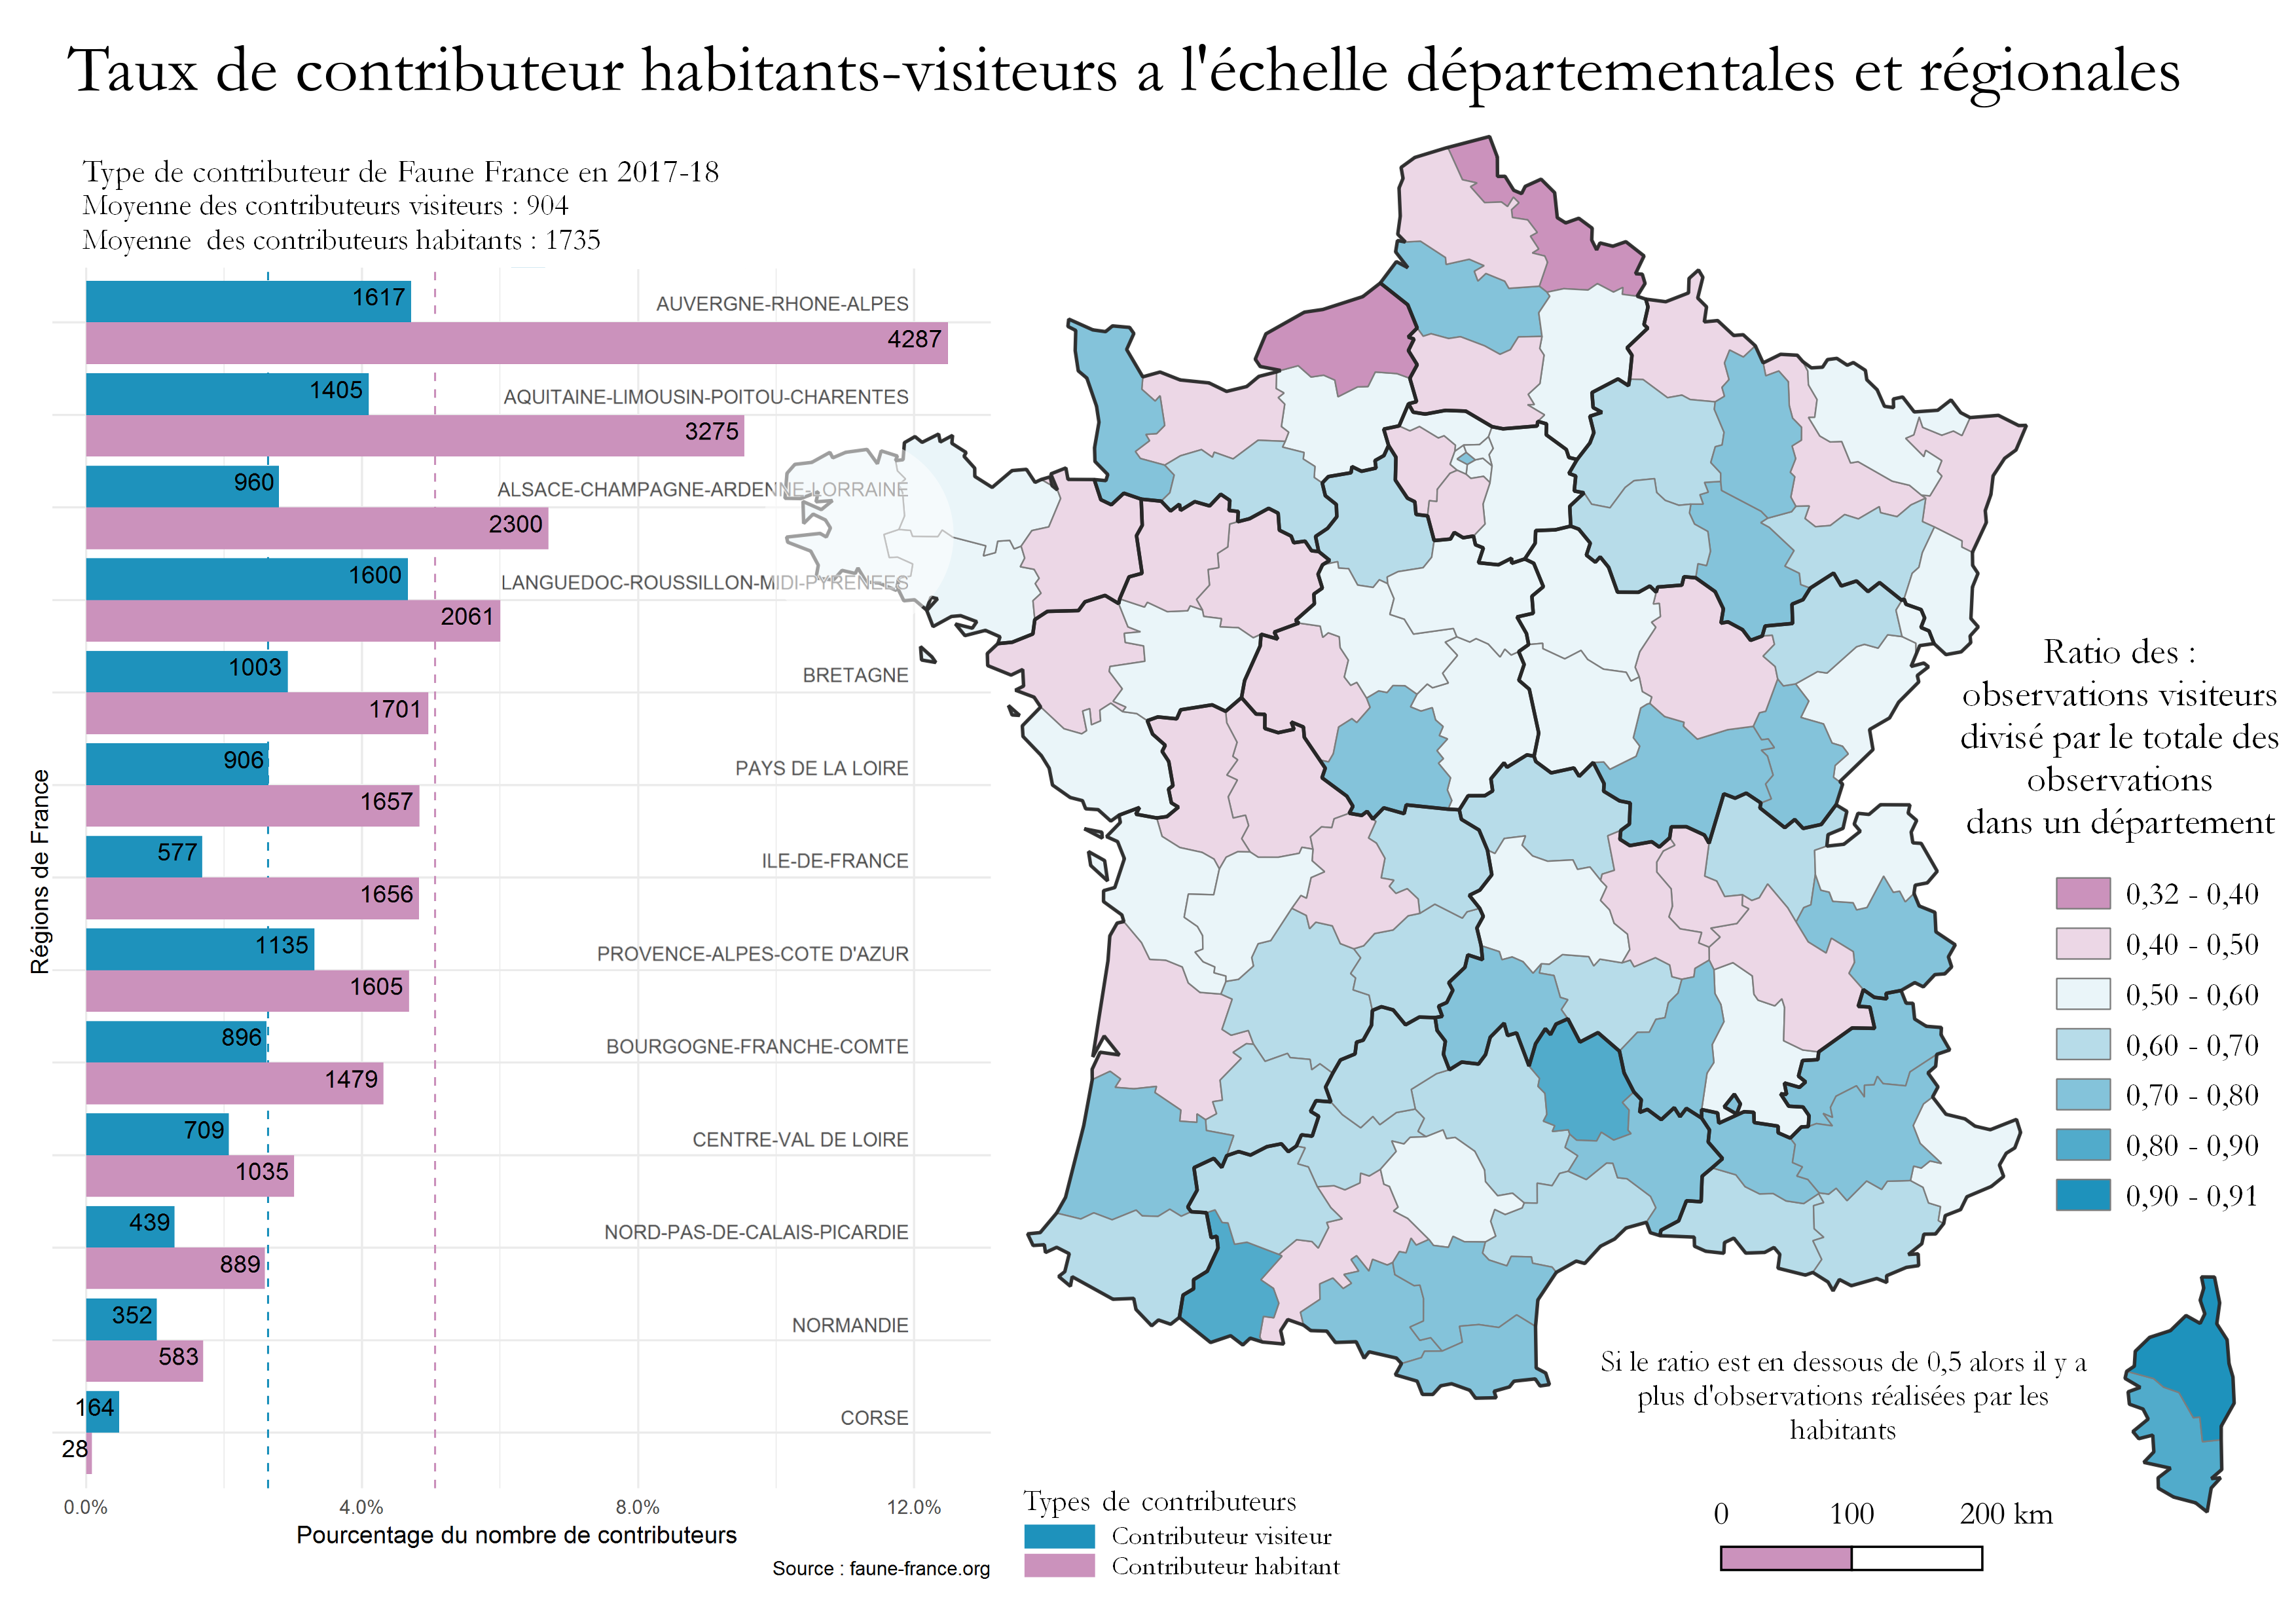 Taux de contributeur habitants-visiteurs a l'échelle départementales et régionales
Type de contributeur de Faune France en 2017-18
Moyenne des contributeurs visiteurs : 904
Moyenne des contributeurs habitants : 1735
Régions de France
1617
AUVERGNE-RHONE-ALPES
4287
1405
AQUITAINE-LIMOUSIN-POITOU-CHARENTES
3275
960
ALSACE-CHAMPAGNE-ARDENNE-LORRAINE
2300
1600
LANGUEDOC-ROUSSILLON-MIDI-PYRENEES
2061
1003
BRETAGNE
1701
906
PAYS DE LA LOIRE
1657
577
ILE-DE-FRANCE
1656
1135
PROVENCE-ALPES-COTE D'AZUR
1605
896
BOURGOGNE-FRANCHE-COMTE
1479
709
CENTRE-VAL DE LOIRE
1035
439
NORD-PAS-DE-CALAIS-PICARDIE
889
352
NORMANDIE
583
164
CORSE
28
0.0% 4.0% 8.0% 12.0%
Pourcentage du nombre de contributeurs
Source : faune-france.org
Types de contributeurs
Contributeur visiteur
Contributeur habitant
Ratio des :
observations visiteurs
divisé par le totale des
observations
dans un département
0,32 - 0,40
0,40 - 0,50
0,50 - 0,60
0,60 - 0,70
0,70 - 0,80
0,80 - 0,90
0,90 - 0,91
Si le ratio est en dessous de 0,5 alors il y a
plus d'observations réalisées par les
habitants
0 100 200 km